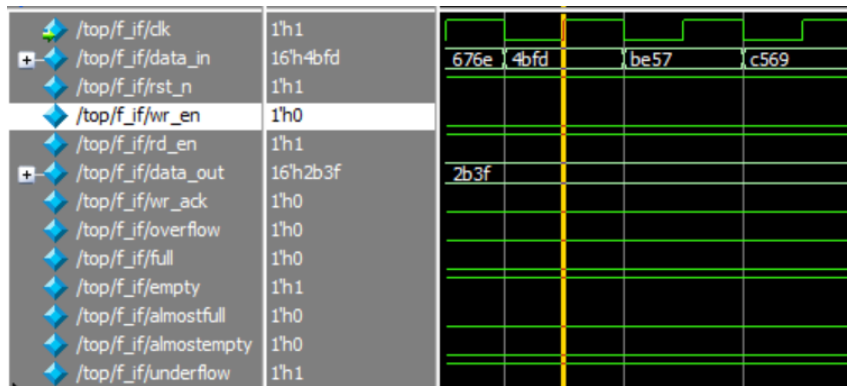 /top/f_if/clk 1'h1
/top/f_if/data_in 16'h4bfd 676e 4bfd be57 c569
/top/f_if/rst_n 1'h1
/top/f_if/wr_en 1'h0
/top/f_if/rd_en 1'h1
/top/f_if/data_out 16'h2b3f 2b3f
/top/f_if/wr_ack 1'h0
/top/f_if/overflow 1'h0
/top/f_if/full 1'h0
/top/f_if/empty 1'h1
/top/f_if/almostfull 1'h0
/top/f_if/almostempty 1'h0
/top/f_if/underflow 1'h1